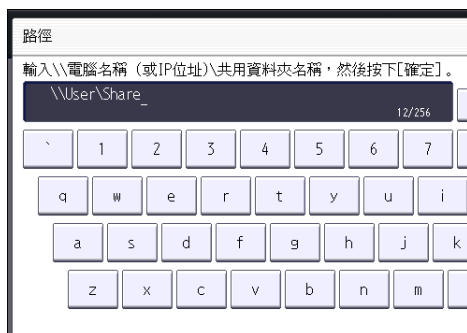 路徑
輸入\\電腦名稱（或IP位址)\共用資料夾名稱，然後按下[確定]。
\\User\Share_
12/256
` 1 2 3 4 5 6 7
q w e r t y u i
a s d f g h j k
z x c v b n m